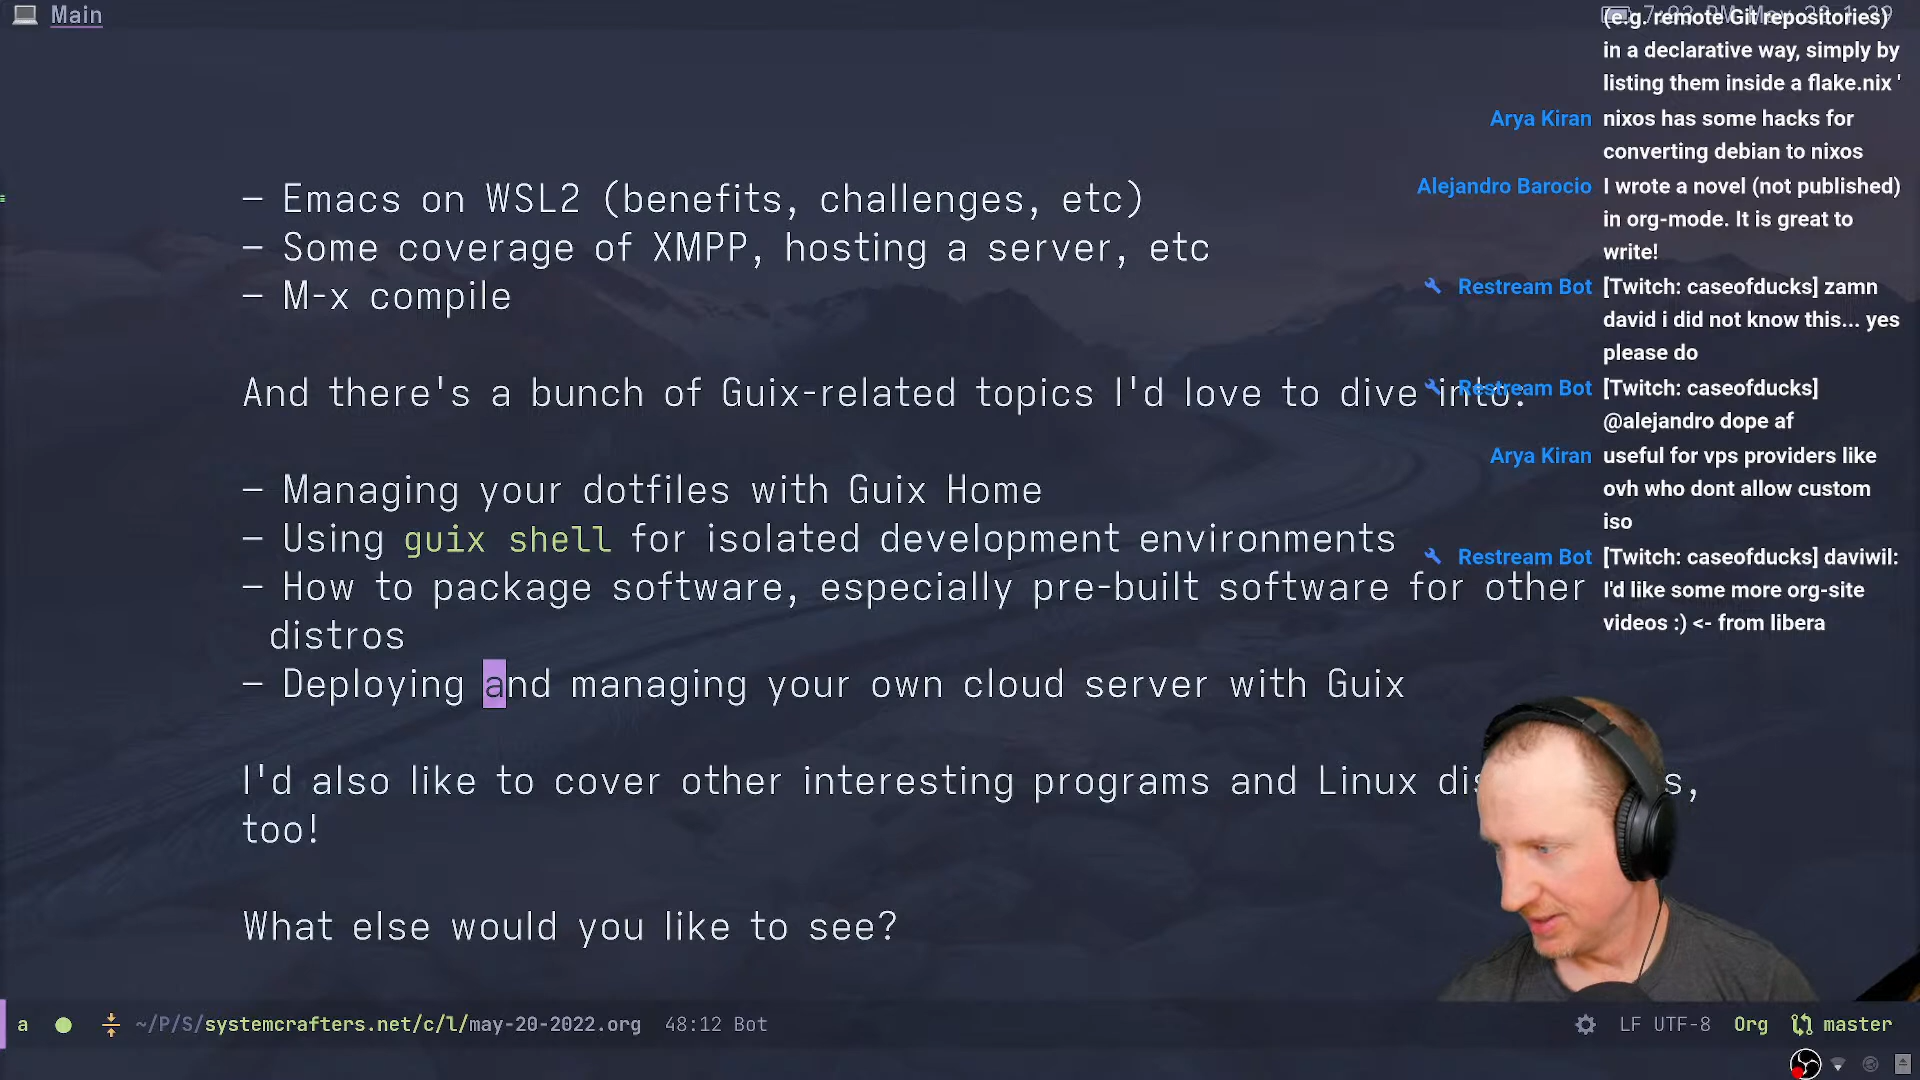 Main
— Emacs on WSL2 (benefits, challenges, etc)
— Some coverage of XMPP, hosting a server, etc
— M-x compile
And there's a bunch of Guix-related topics I'd love to dive into:
— Managing your dotfiles with Guix Home
— Using guix shell for isolated development environments
— How to package software, especially pre-built software for other
distros
— Deploying and managing your own cloud server with Guix
I'd also like to cover other interesting programs and Linux
too!
What else would you like to see?
(e.g. remote Git repositories)
in a declarative way, simply by
listing them inside a flake.nix '
Arya Kiran nixos has some hacks for
converting debian to nixos
Alejandro Barocio I wrote a novel (not published)
in org-mode. It is great to
write!
Restream Bot [Twitch: caseofducks] zamn
david i did not know this... yes
please do
Restream Bot [Twitch: caseofducks]
@alejandro dope af
Arya Kiran useful for vps providers like
ovh who dont allow custom
iso
Restream Bot [Twitch: caseofducks] daviwil:
I'd like some more org-site
videos :) <- from libera
a ~/P/S/systemcrafters.net/c/l/may-20-2022.org 48:12 Bot
LF UTF-8 Org master